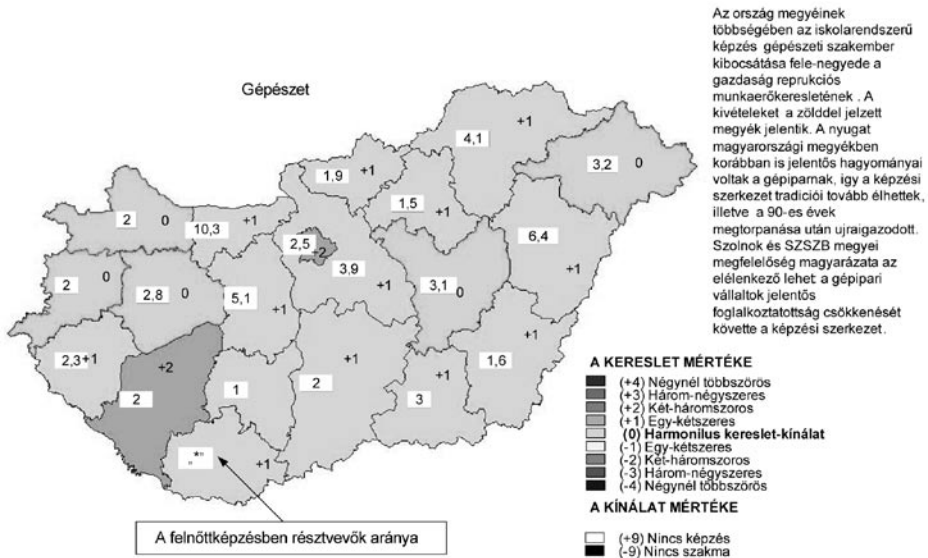 Az ország megyéinek
többségében az iskolarendszerű
képzés gépészeti szakember
kibocsátása fele-negyede a
gazdaság reprukciós
munkaerőkeresletének . A
kivételeket a zölddel jelzett
megyék jelentik. A nyugat
magyarországi megyékben
korábban is jelentős hagyományai
voltak a gépiparnak, igy a képzési
szerkezet tradiciói tovább élhettek,
illetve a 90-es évek
megtorpanása után ujraigazodott.
Szolnok és SZSZB megyei
megfelelőség magyarázata az
elélenkező lehet: a gépipari
vállaltok jelentős
foglalkoztatottság csőkkenését
követte a képzési szerkezet.
Gépészet
4,1 +1
3,2 0
1,9 +1
1,5 +1
2 0
10,3 +1
2,5 +2
3,9 +1
6,4 +1
2 0
2,8 0
5,1 +1
3,1 0
2,3 +1
+2 2
1 +1
2 +1
3 +1
1,6 +1
„*” +1
A felnőttképzésben résztvevők aránya
A KERESLET MÉRTÉKE
(+4) Négynél többszörös
(+3) Három-négyszeres
(+2) Két-háromszoros
(+1) Egy-kétszeres
(0) Harmonilus kereslet-kínálat
(-1) Egy-kétszeres
(-2) Két-háromszoros
(-3) Három-négyszeres
(-4) Négynél többszörös
A KÍNÁLAT MÉRTÉKE
(+9) Nincs képzés
(-9) Nincs szakma